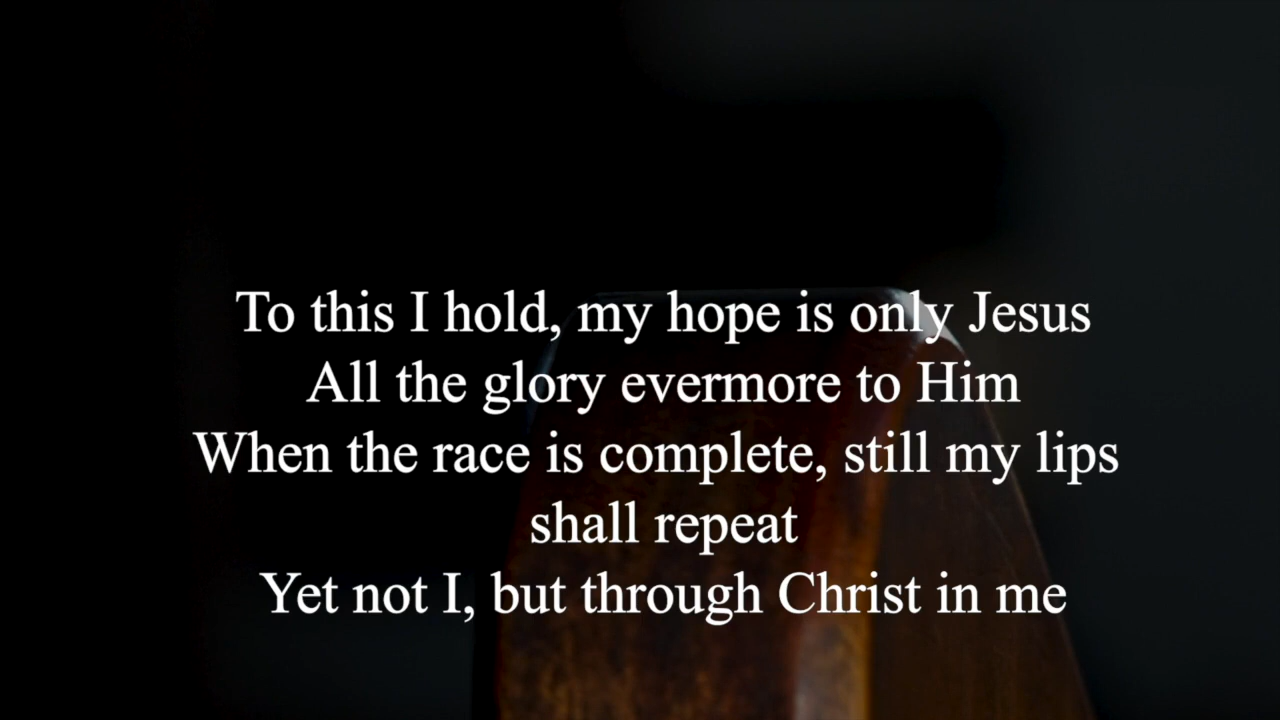 To this I hold, my hope is only Jesus
All the glory evermore to Him
When the race is complete, still my lips
shall repeat
Yet not I, but through Christ in me